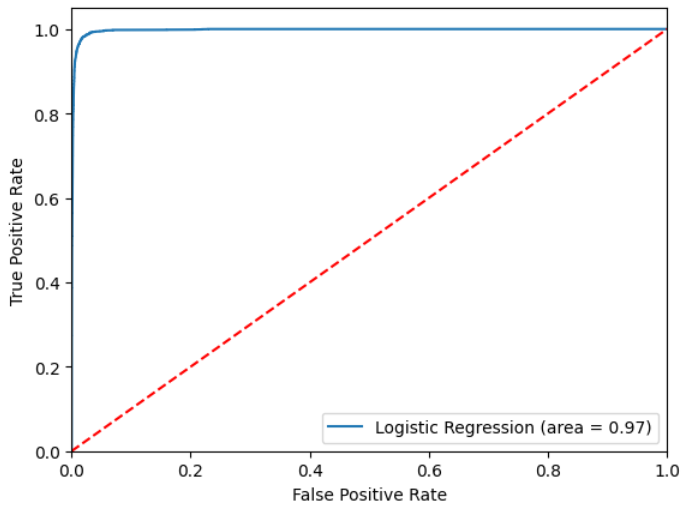 1.0
0.8
0.6
0.4
0.2
0.0
True Positive Rate
Logistic Regression (area = 0.97)
0.0 0.2 0.4 0.6 0.8 1.0
False Positive Rate